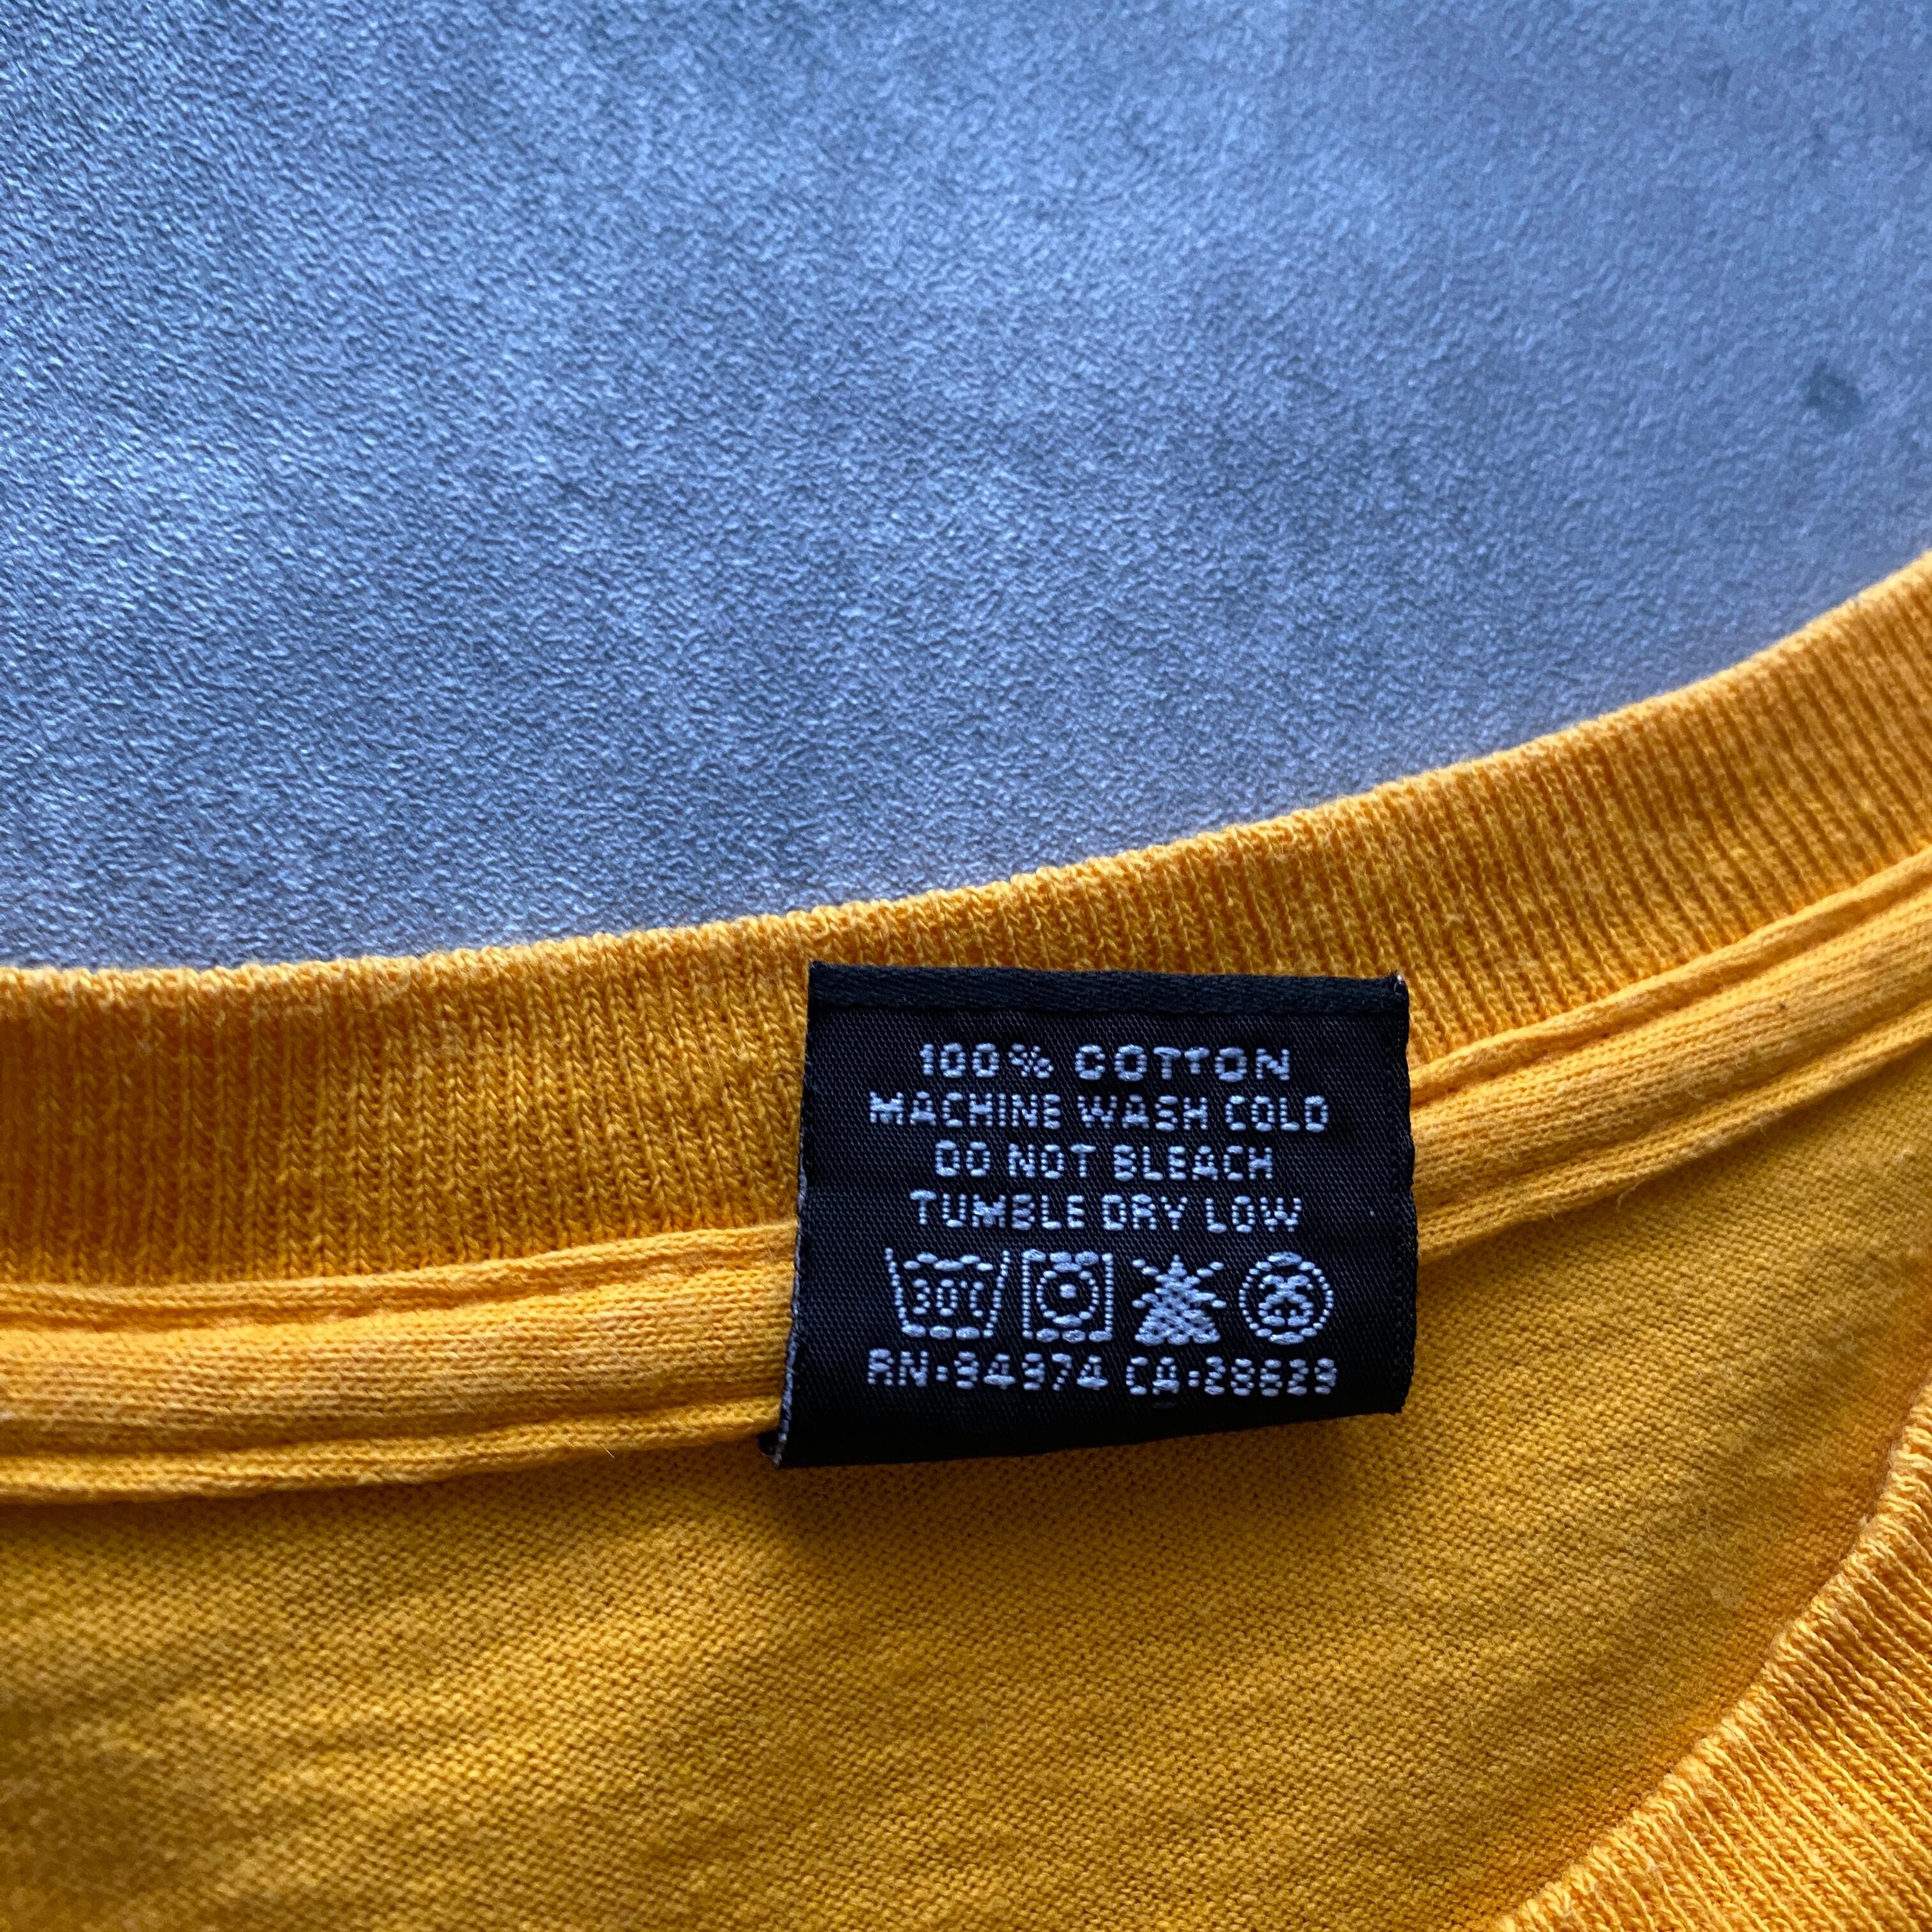 100% COTTON
MACHINE WASH COLD
DO NOT BLEACH
TUMBLE DRY LOW
30°C
RN:94974 CA:28629